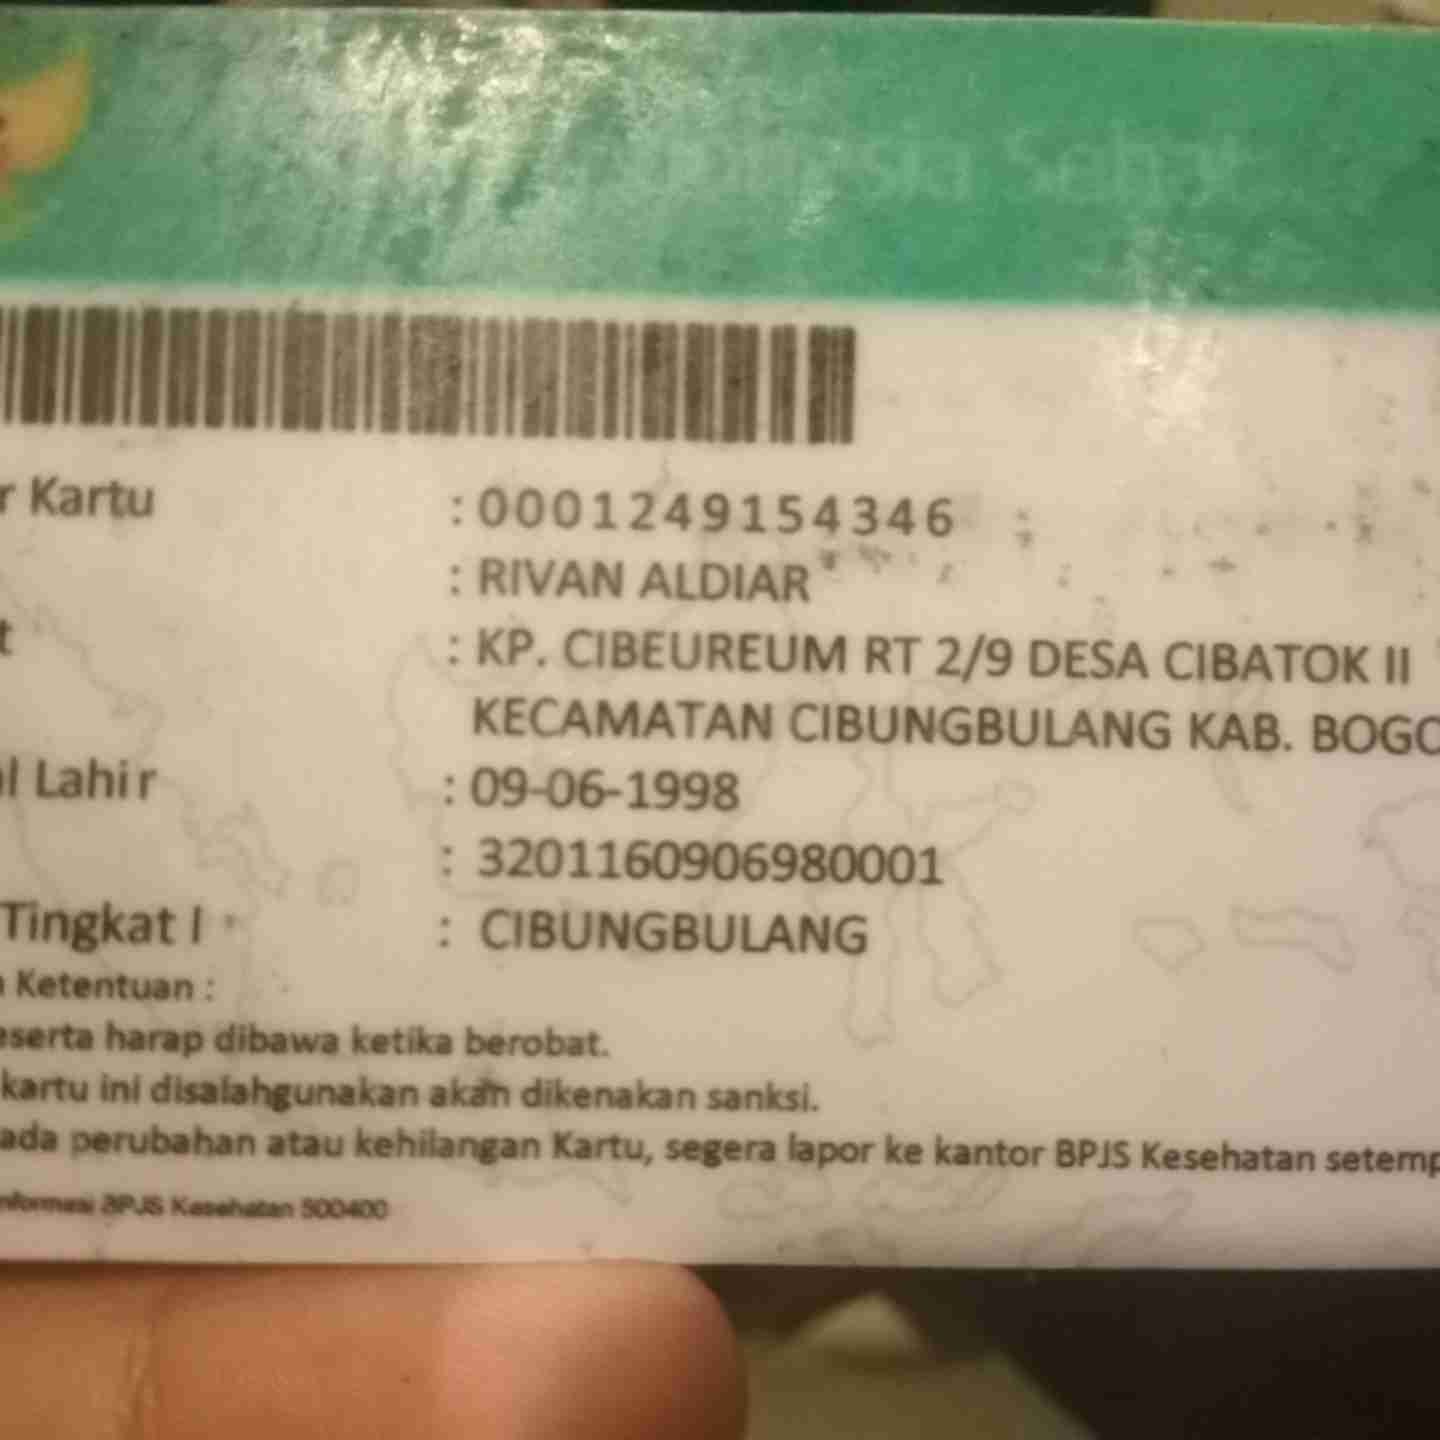 Indonesia Sehat
r Kartu : 0001249154346
: RIVAN ALDIAR
t : KP. CIBEUREUM RT 2/9 DESA CIBATOK II
KECAMATAN CIBUNGBULANG KAB. BOGO
l Lahir : 09-06-1998
: 3201160906980001
Tingkat I : CIBUNGBULANG
n Ketentuan :
eserta harap dibawa ketika berobat.
kartu ini disalahgunakan akan dikenakan sanksi.
ada perubahan atau kehilangan Kartu, segera lapor ke kantor BPJS Kesehatan setemp
nformasi BPJS Kesehatan 500400